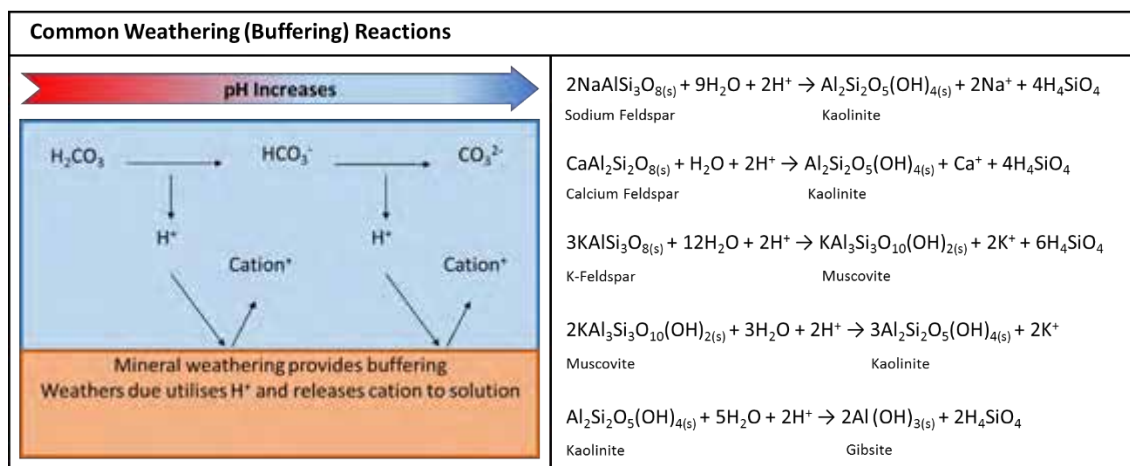 Common Weathering (Buffering) Reactions
pH Increases
H₂CO₃
HCO₃⁻
CO₃²⁻
H⁺
H⁺
Cation⁺
Cation⁺
Mineral weathering provides buffering
Weathers due utilises H⁺ and releases cation to solution
2NaAlSi₃O₈₍ₛ₎ + 9H₂O + 2H⁺ → Al₂Si₂O₅(OH)₄₍ₛ₎ + 2Na⁺ + 4H₄SiO₄
Sodium Feldspar Kaolinite
CaAl₂Si₂O₈₍ₛ₎ + H₂O + 2H⁺ → Al₂Si₂O₅(OH)₄₍ₛ₎ + Ca⁺ + 4H₄SiO₄
Calcium Feldspar Kaolinite
3KAlSi₃O₈₍ₛ₎ + 12H₂O + 2H⁺ → KAl₃Si₃O₁₀(OH)₂₍ₛ₎ + 2K⁺ + 6H₄SiO₄
K-Feldspar Muscovite
2KAl₃Si₃O₁₀(OH)₂₍ₛ₎ + 3H₂O + 2H⁺ → 3Al₂Si₂O₅(OH)₄₍ₛ₎ + 2K⁺
Muscovite Kaolinite
Al₂Si₂O₅(OH)₄₍ₛ₎ + 5H₂O + 2H⁺ → 2Al(OH)₃₍ₛ₎ + 2H₄SiO₄
Kaolinite Gibsite